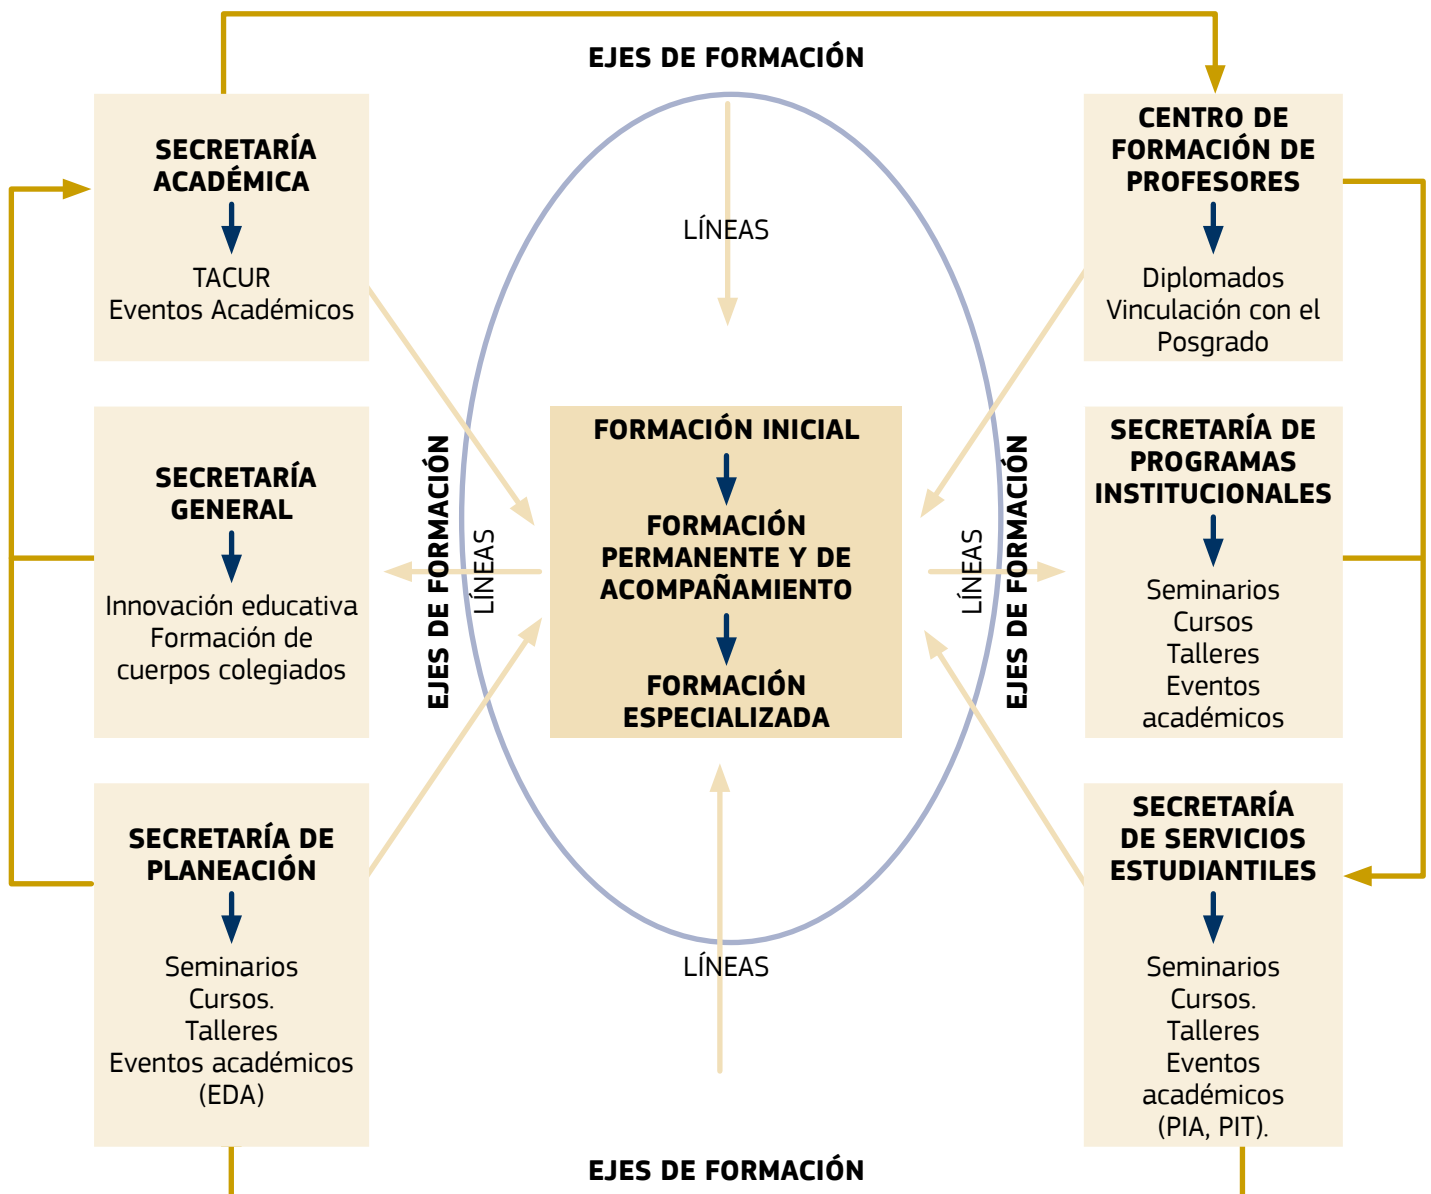 EJES DE FORMACIÓN
SECRETARÍA
ACADÉMICA
TACUR
Eventos Académicos
CENTRO DE
FORMACIÓN DE
PROFESORES
Diplomados
Vinculación con el
Posgrado
LÍNEAS
SECRETARÍA
GENERAL
Innovación educativa
Formación de
cuerpos colegiados
EJES DE FORMACIÓN
LÍNEAS
FORMACIÓN INICIAL
FORMACIÓN
PERMANENTE Y DE
ACOMPAÑAMIENTO
FORMACIÓN
ESPECIALIZADA
LÍNEAS
EJES DE FORMACIÓN
SECRETARÍA DE
PROGRAMAS
INSTITUCIONALES
Seminarios
Cursos
Talleres
Eventos
académicos
SECRETARÍA DE
PLANEACIÓN
Seminarios
Cursos.
Talleres
Eventos académicos
(EDA)
LÍNEAS
SECRETARÍA
DE SERVICIOS
ESTUDIANTILES
Seminarios
Cursos.
Talleres
Eventos
académicos
(PIA, PIT).
EJES DE FORMACIÓN